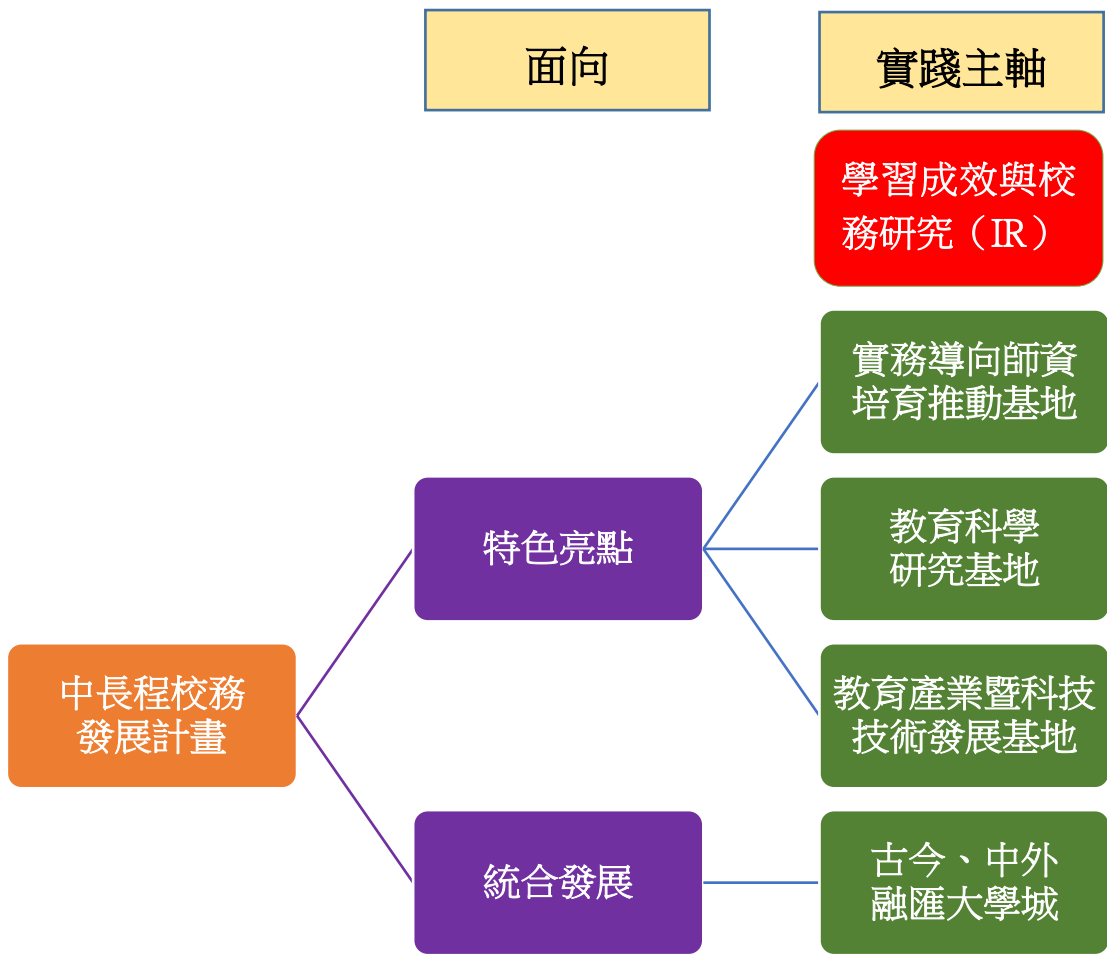 面向
實踐主軸
學習成效與校
務研究（IR）
實務導向師資
培育推動基地
特色亮點
教育科學
研究基地
中長程校務
發展計畫
教育產業暨科技
技術發展基地
統合發展
古今、中外
融匯大學城